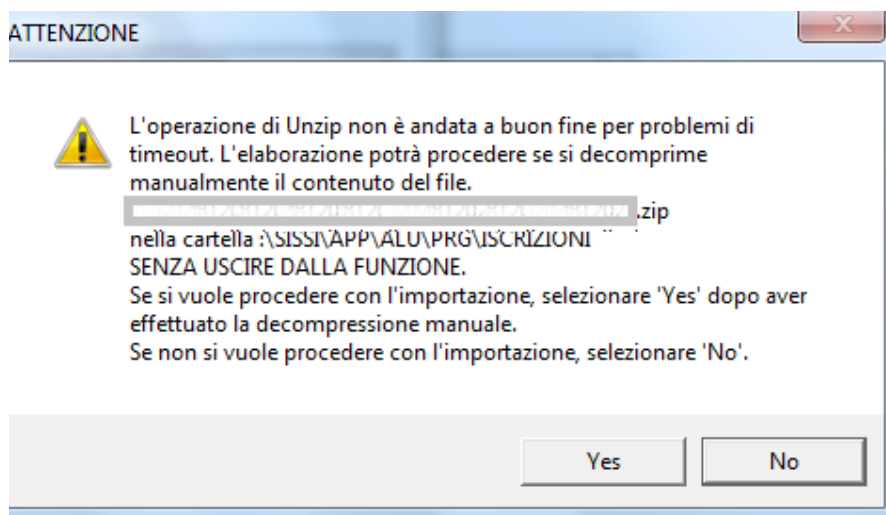 ATTENZIONE
L'operazione di Unzip non è andata a buon fine per problemi di
timeout. L'elaborazione potrà procedere se si decomprime
manualmente il contenuto del file.
.zip
nella cartella :\SISSI\APP\ALU\PRG\ISCRIZIONI
SENZA USCIRE DALLA FUNZIONE.
Se si vuole procedere con l'importazione, selezionare 'Yes' dopo aver
effettuato la decompressione manuale.
Se non si vuole procedere con l'importazione, selezionare 'No'.
Yes No